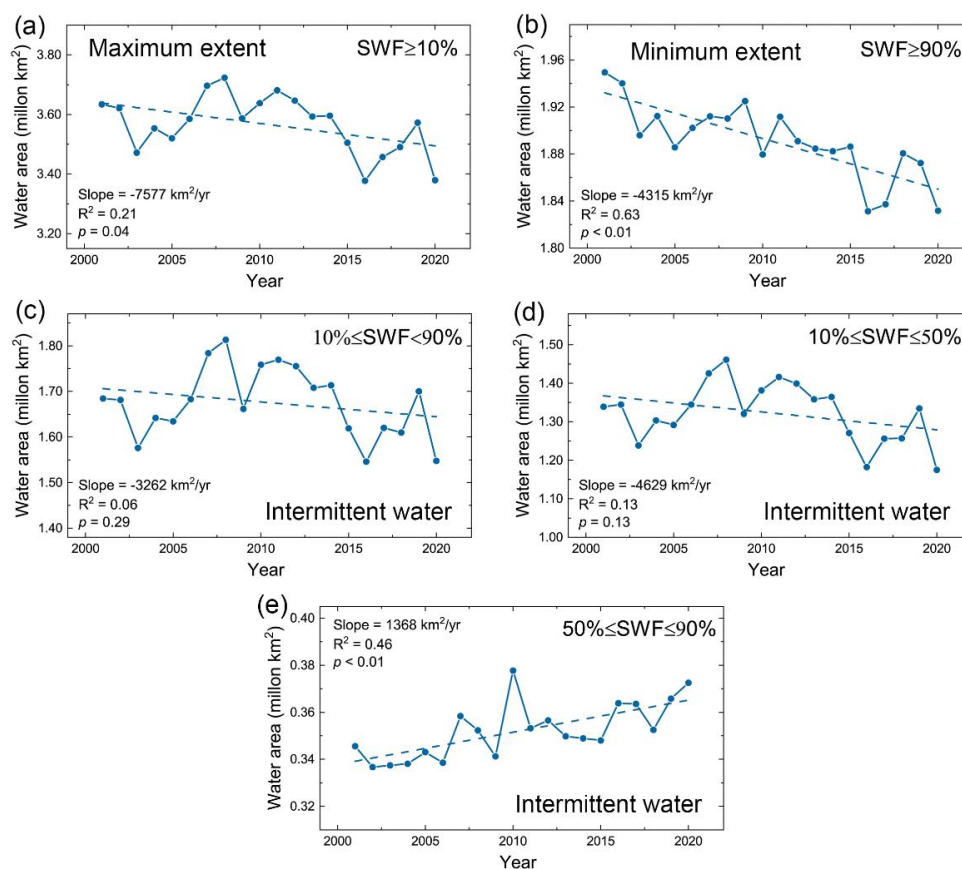 (a)
Maximum extent
SWF≥10%
Water area (millon km²)
3.80
3.60
3.40
3.20
Slope = -7577 km²/yr
R² = 0.21
p = 0.04
2000 2005 2010 2015 2020
Year
(b)
Minimum extent
SWF≥90%
Water area (millon km²)
1.96
1.92
1.88
1.84
1.80
Slope = -4315 km²/yr
R² = 0.63
p < 0.01
2000 2005 2010 2015 2020
Year
(c)
10%≤SWF<90%
Water area (millon km²)
1.80
1.70
1.60
1.50
1.40
Slope = -3262 km²/yr
R² = 0.06
p = 0.29
Intermittent water
2000 2005 2010 2015 2020
Year
(d)
10%≤SWF≤50%
Water area (millon km²)
1.50
1.40
1.30
1.20
1.10
1.00
Slope = -4629 km²/yr
R² = 0.13
p = 0.13
Intermittent water
2000 2005 2010 2015 2020
Year
(e)
Slope = 1368 km²/yr
R² = 0.46
p < 0.01
50%≤SWF≤90%
Water area (millon km²)
0.40
0.38
0.36
0.34
0.32
Intermittent water
2000 2005 2010 2015 2020
Year